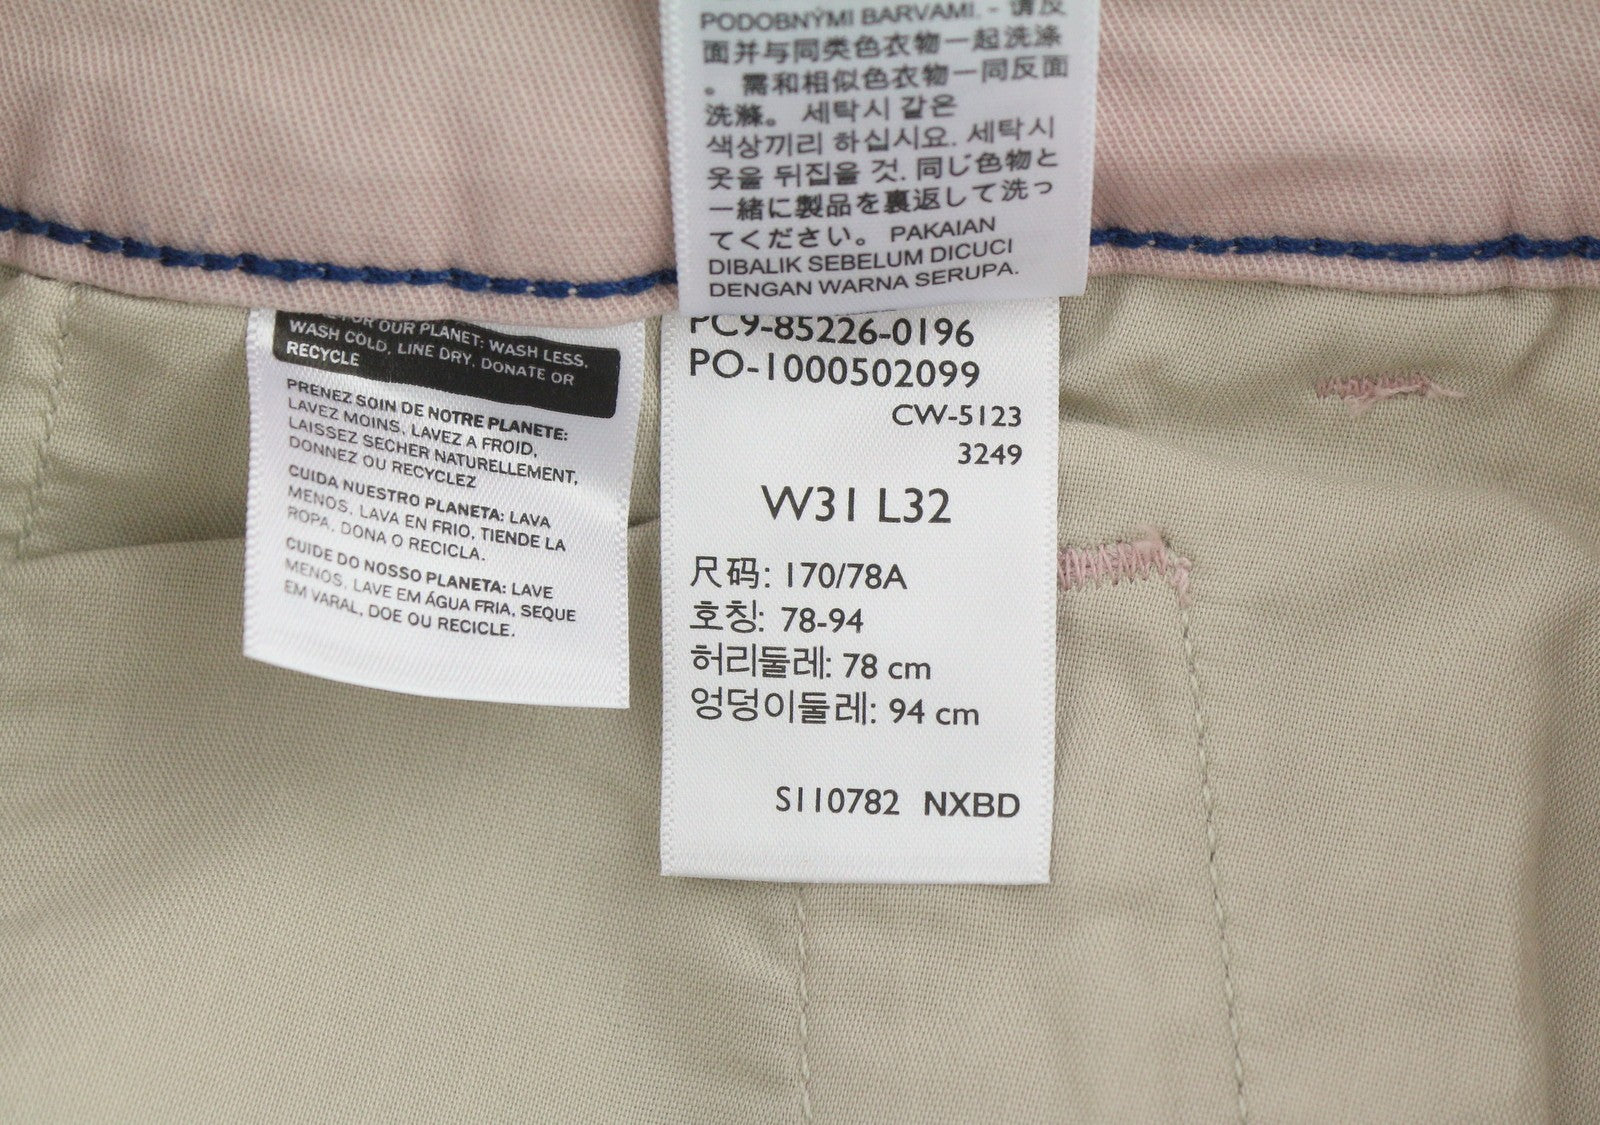 PODOBNÝMI BARVAMI. - 请反
面并与同类色衣物一起洗涤
。 需和相似色衣物一同反面
洗滌。 세탁시 같은
색상끼리 하십시요. 세탁시
옷을 뒤집을 것. 同じ色物と
一緒に製品を裏返して洗っ
てください。 PAKAIAN
DIBALIK SEBELUM DICUCI
DENGAN WARNA SERUPA.
FOR OUR PLANET: WASH LESS,
WASH COLD, LINE DRY, DONATE OR
RECYCLE
PRENEZ SOIN DE NOTRE PLANETE:
LAVEZ MOINS, LAVEZ A FROID,
LAISSEZ SECHER NATURELLEMENT,
DONNEZ OU RECYCLEZ
CUIDA NUESTRO PLANETA: LAVA
MENOS, LAVA EN FRIO, TIENDE LA
ROPA, DONA O RECICLA.
CUIDE DO NOSSO PLANETA: LAVE
MENOS, LAVE EM ÁGUA FRIA, SEQUE
EM VARAL, DOE OU RECICLE.
PC9-85226-0196
PO-1000502099
CW-5123
3249
W31 L32
尺码: 170/78A
호칭: 78-94
허리둘레: 78 cm
엉덩이둘레: 94 cm
S110782 NXBD